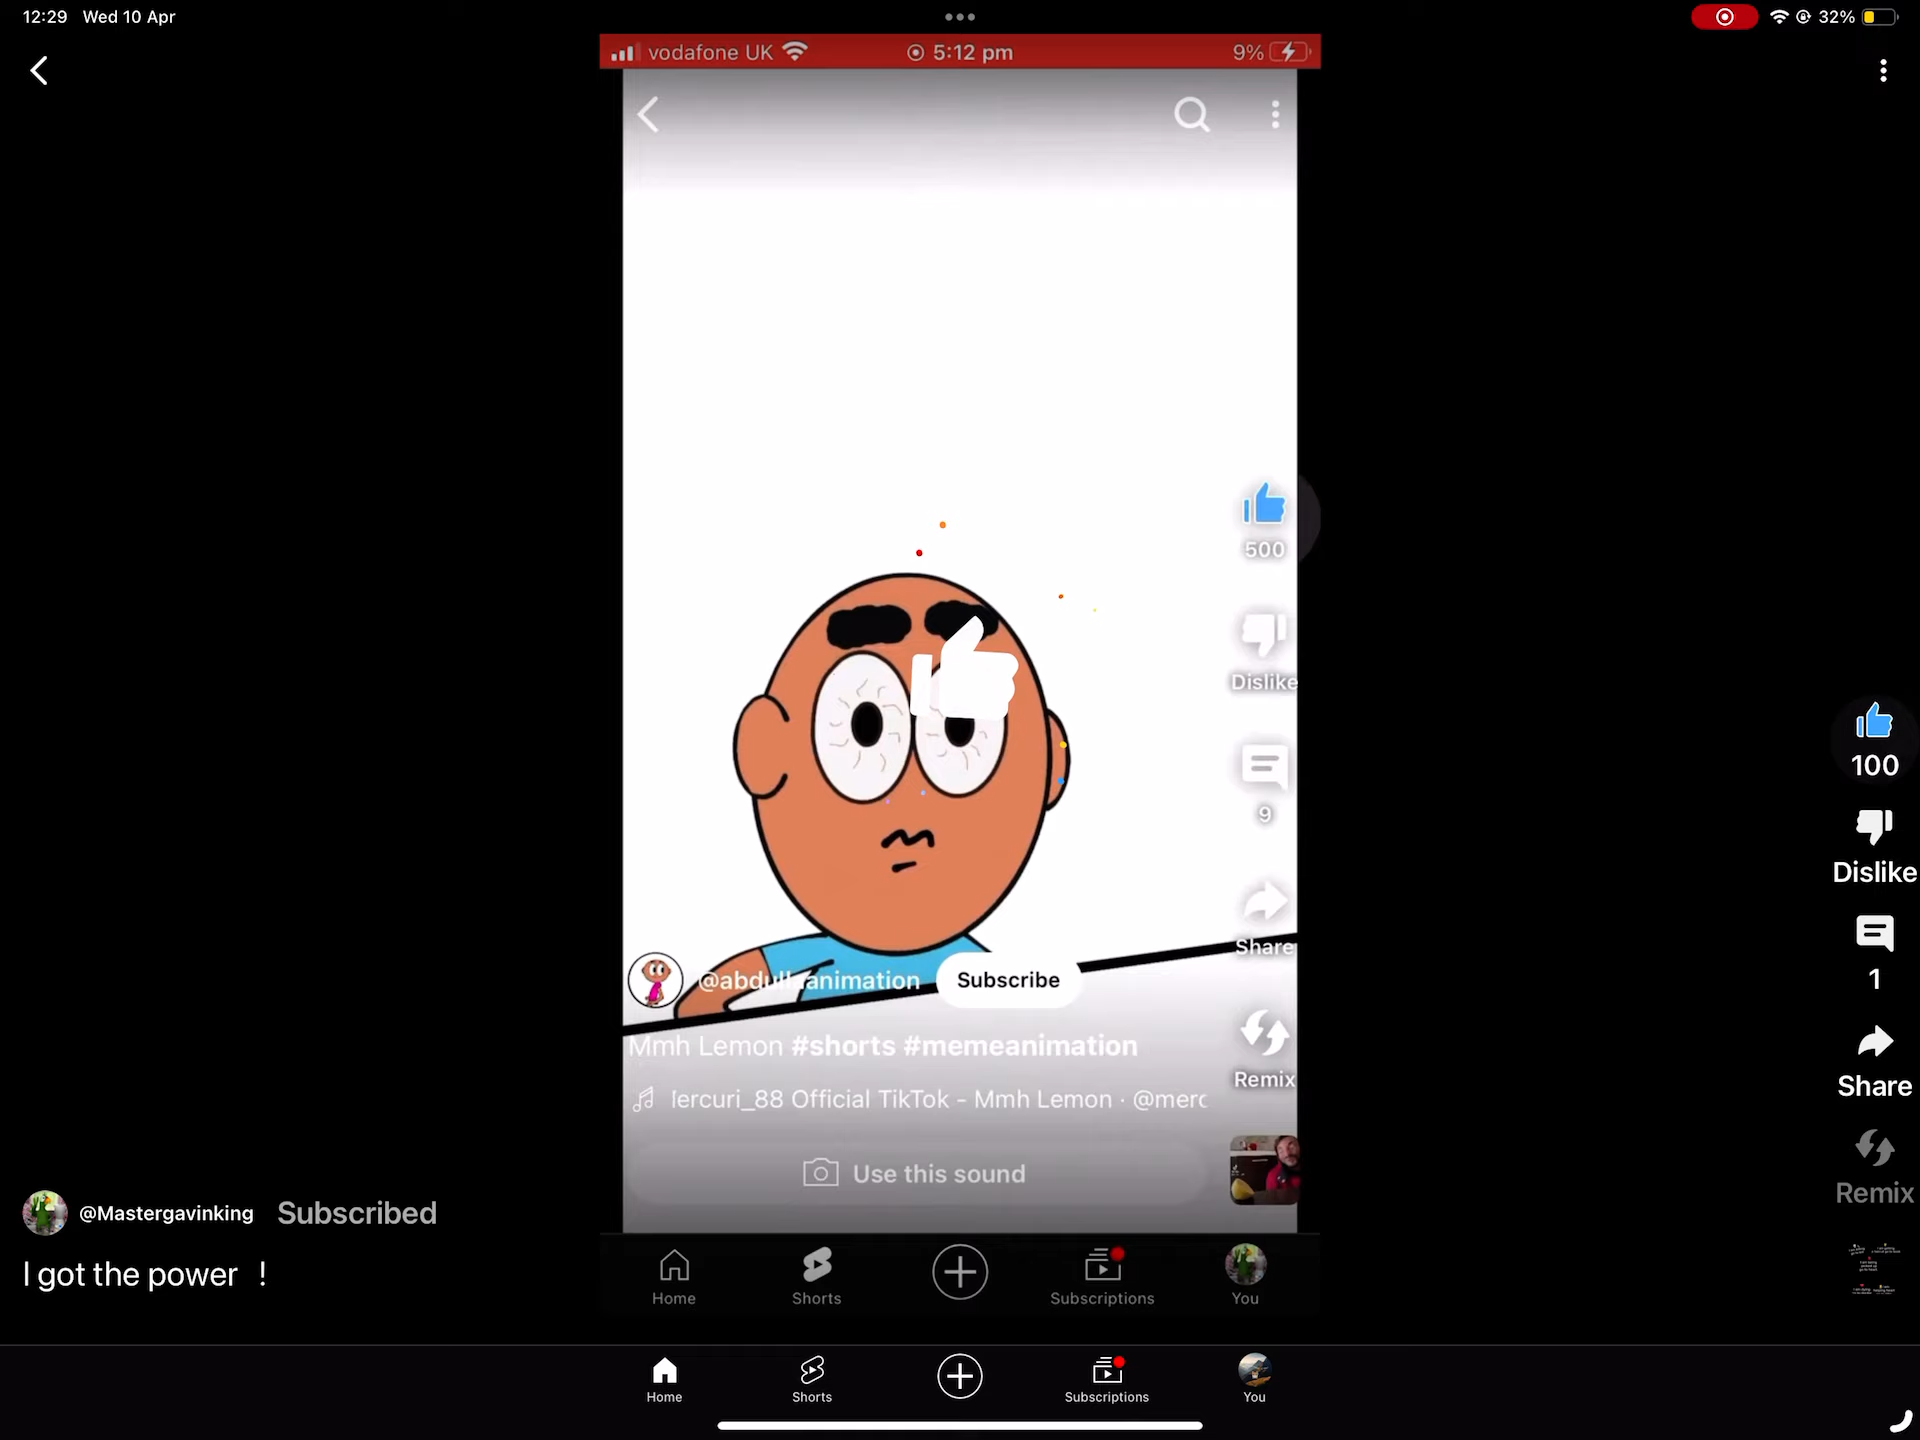 12:29 Wed 10 Apr
32%
vodafone UK
5:12 pm
9%
500
Dislike
9
Share
@abdullaanimation
Subscribe
Mmh Lemon #shorts #memeanimation
Remix
lercuri_88 Official TikTok - Mmh Lemon · @merc
Use this sound
Home
Shorts
Subscriptions
You
100
Dislike
1
Share
Remix
@Mastergavinking Subscribed
I got the power !
Home
Shorts
Subscriptions
You